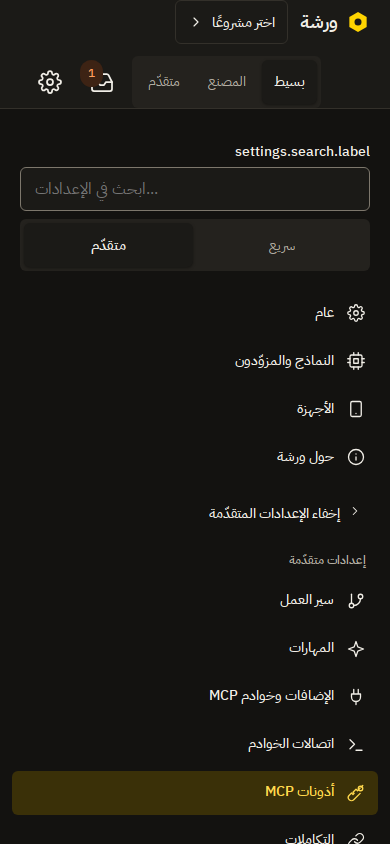 ورشة
اختر مشروعًا
بسيط
المصنع
متقدّم
1
settings.search.label
ابحث في الإعدادات...
سريع
متقدّم
عام
النماذج والمزوّدون
الأجهزة
حول ورشة
إخفاء الإعدادات المتقدّمة
إعدادات متقدّمة
سير العمل
المهارات
الإضافات وخوادم MCP
اتصالات الخوادم
أذونات MCP
التكاملات